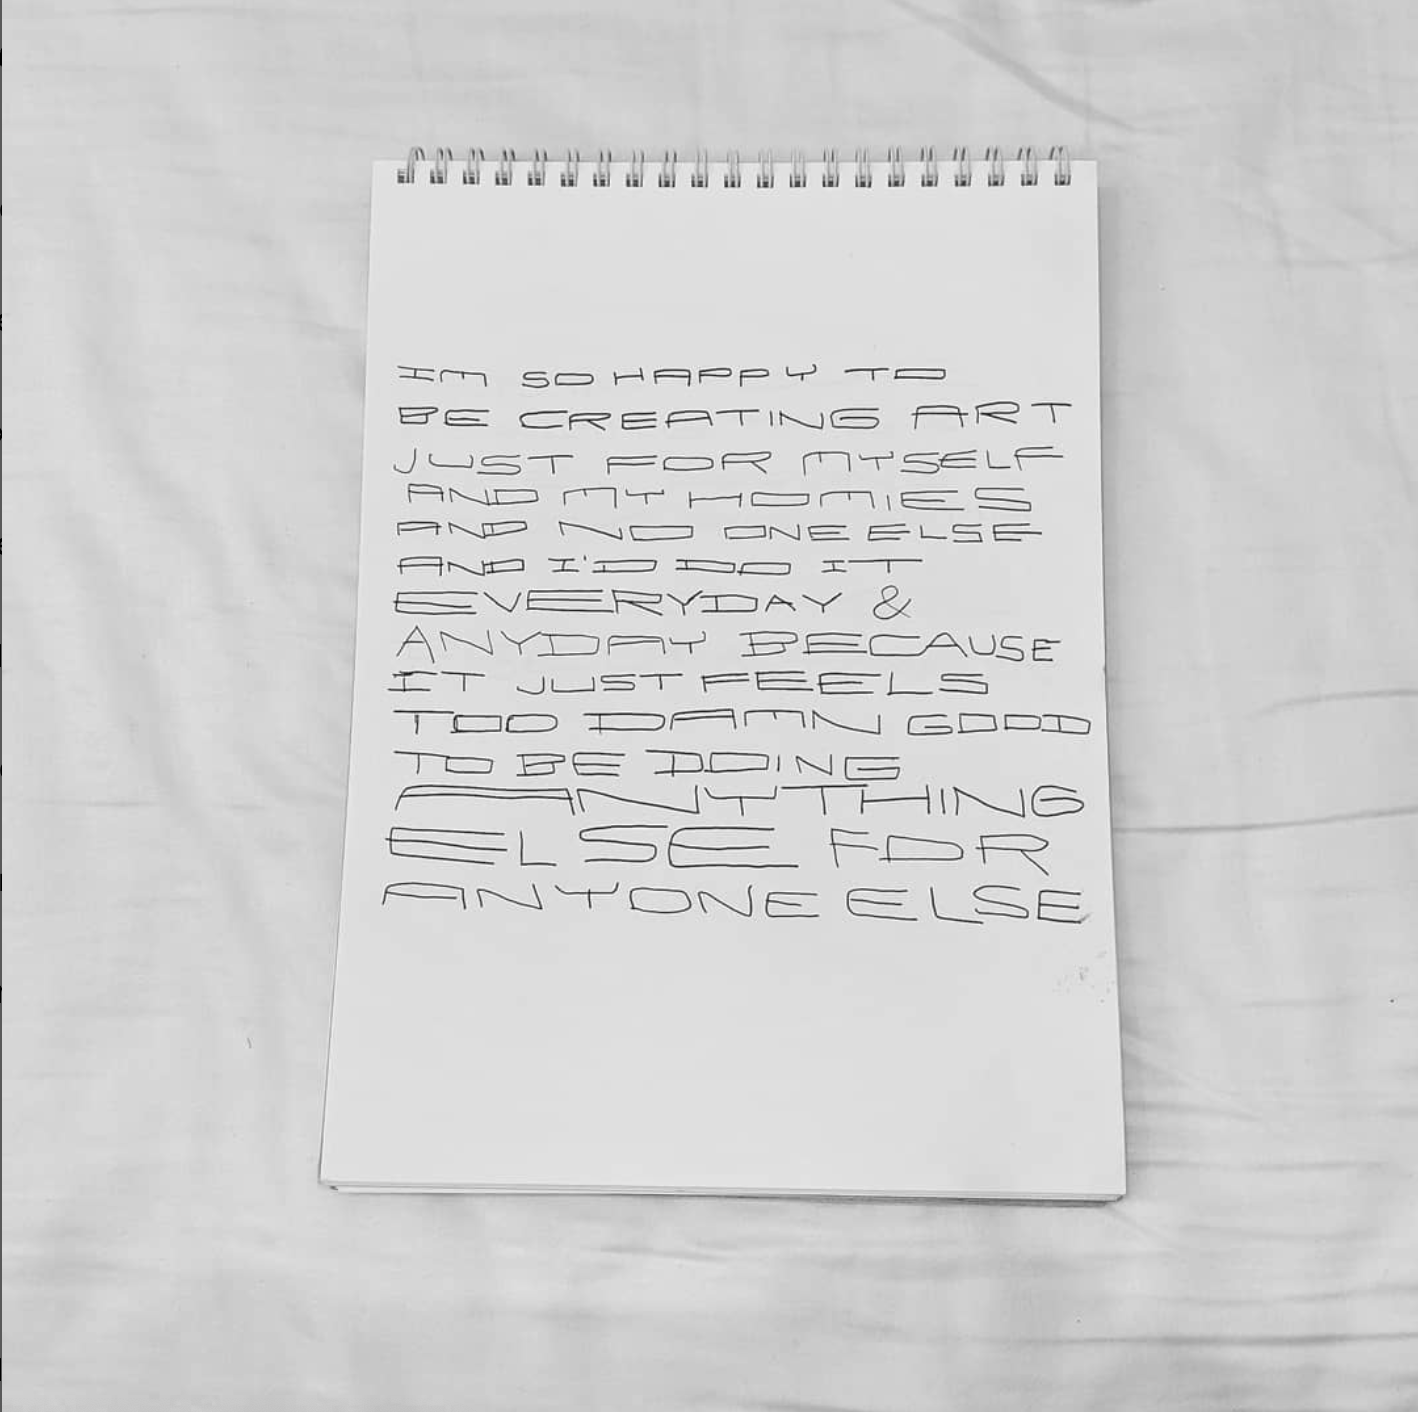 IM SO HAPPY TO
BE CREATING ART
JUST FOR MYSELF
AND MY HOMIES
AND NO ONE ELSE
AND I'D DO IT
EVERYDAY &
ANYDAY BECAUSE
IT JUST FEELS
TOO DAMN GOOD
TO BE DOING
ANYTHING
ELSE FOR
ANYONE ELSE